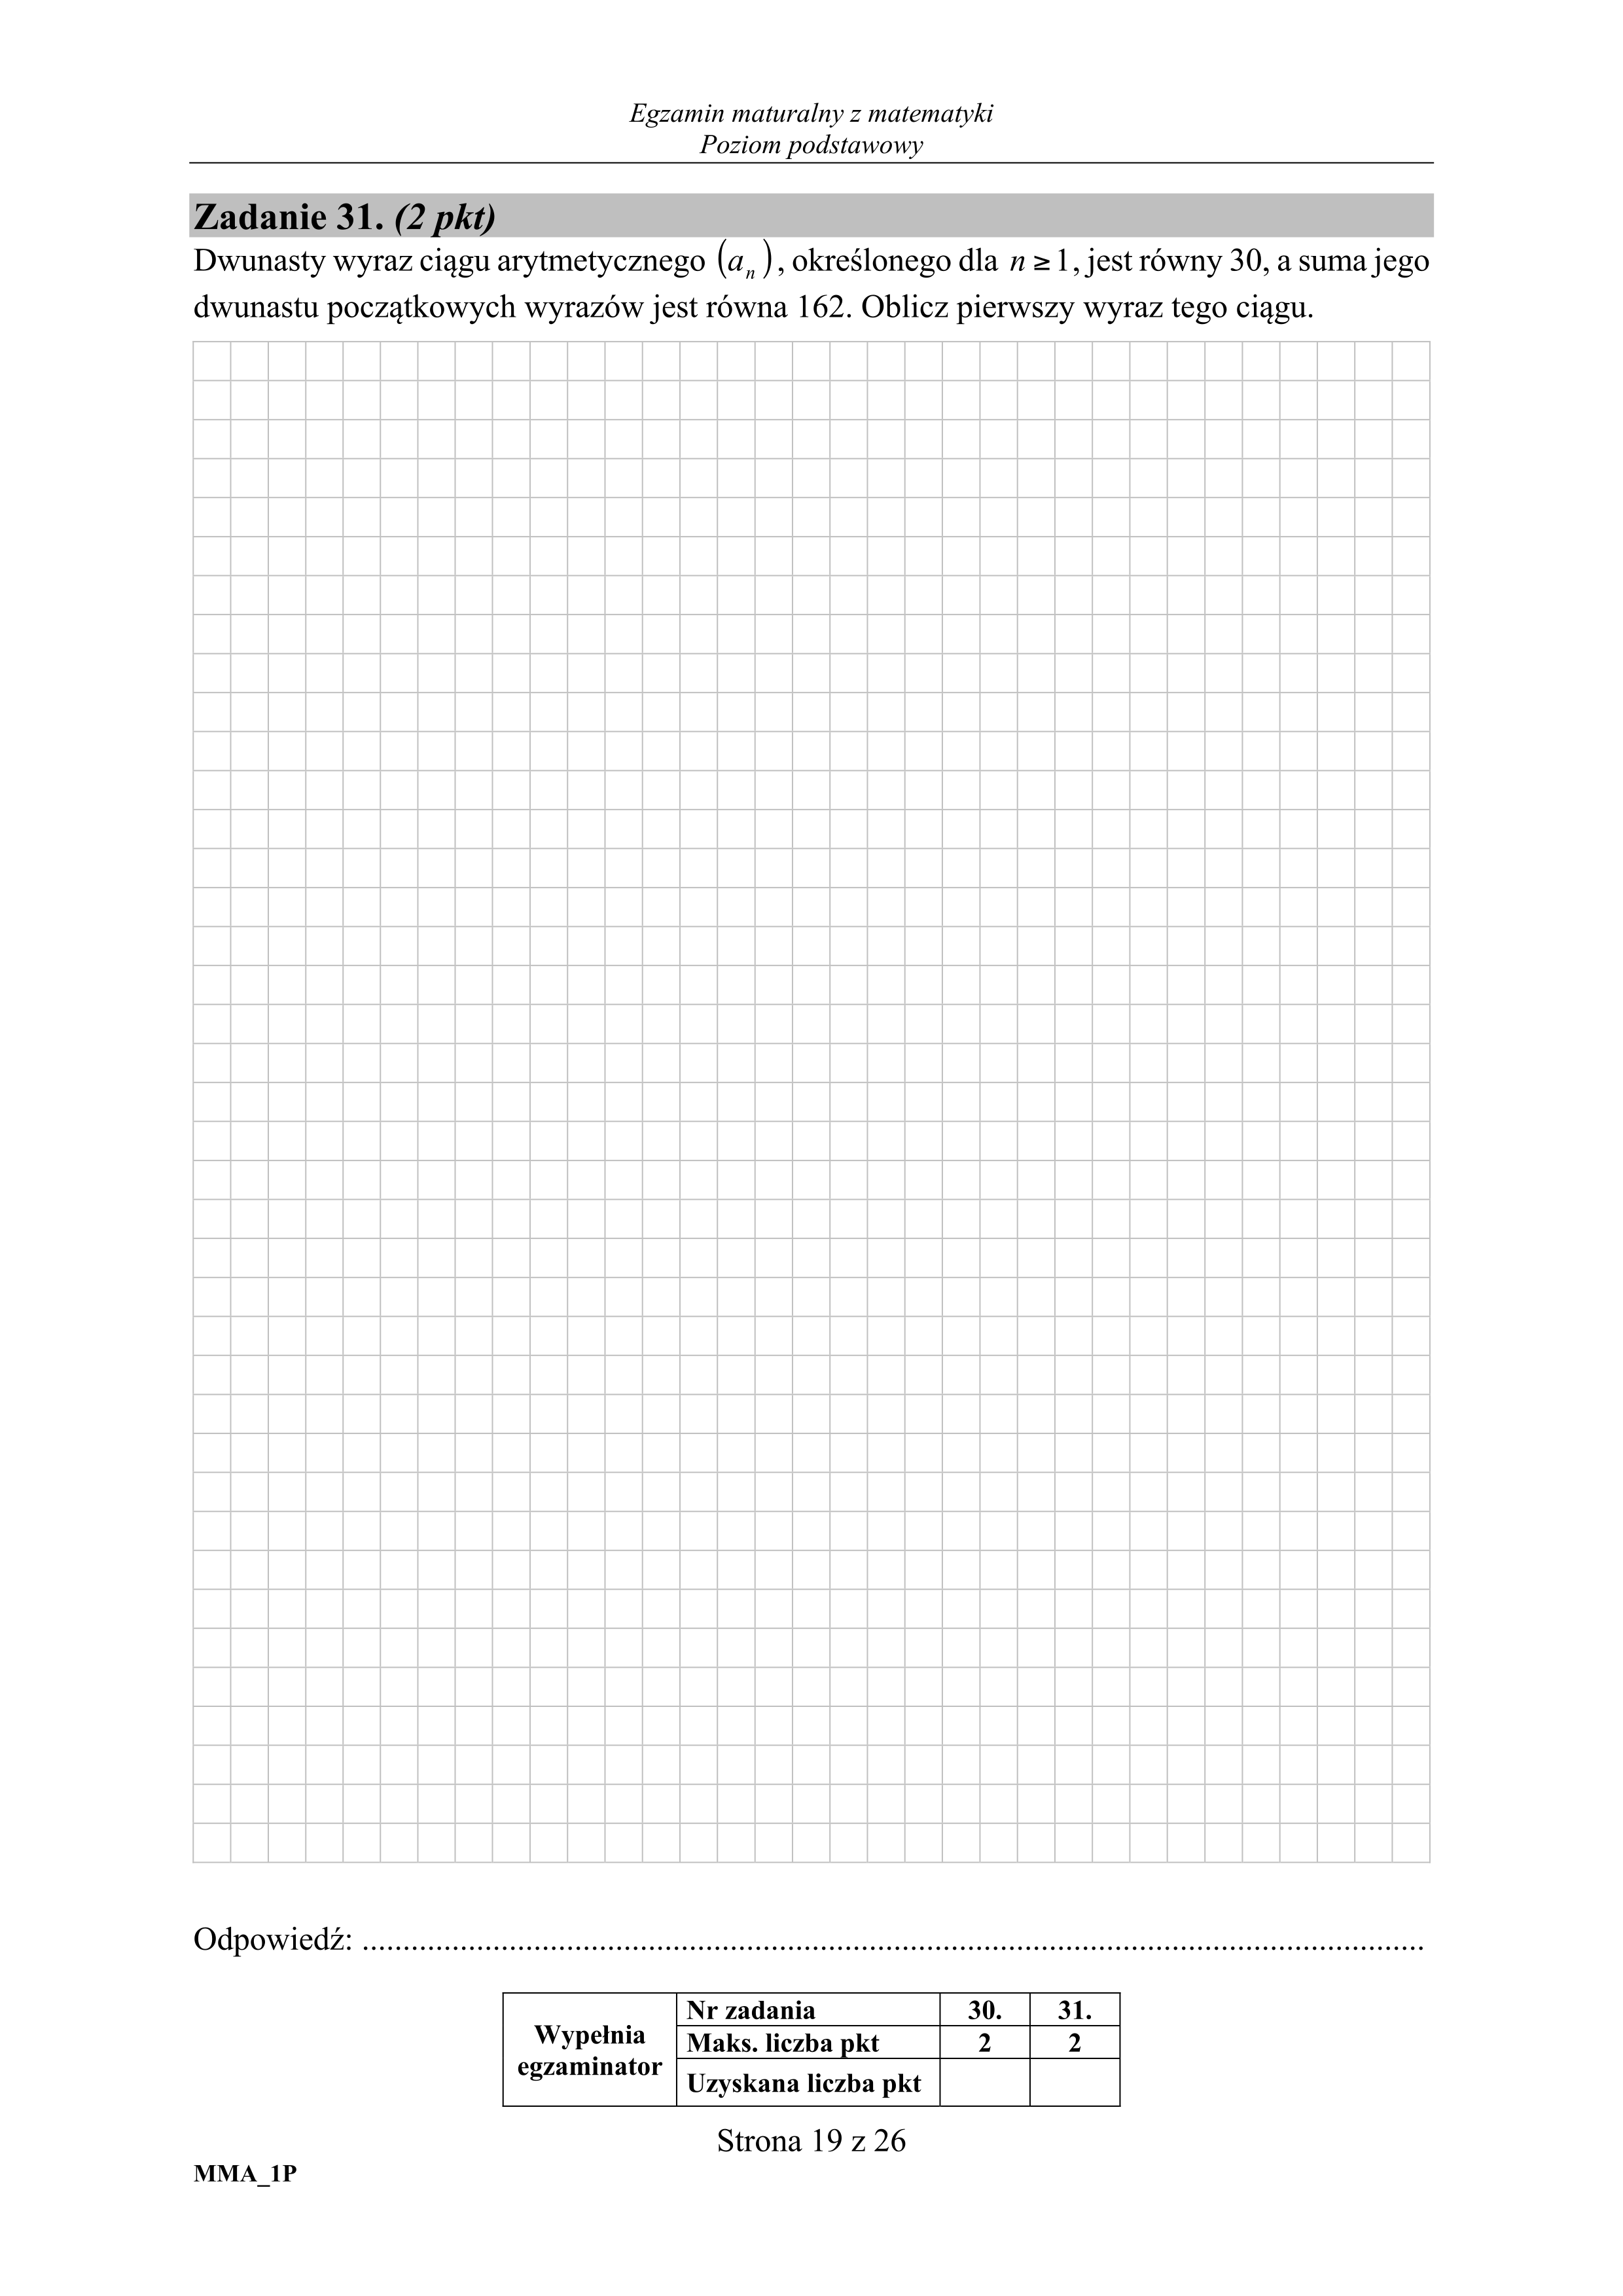 Egzamin maturalny z matematyki
Poziom podstawowy
Zadanie 31. (2 pkt)
Dwunasty wyraz ciągu arytmetycznego (aₙ), określonego dla n ≥ 1, jest równy 30, a suma jego
dwunastu początkowych wyrazów jest równa 162. Oblicz pierwszy wyraz tego ciągu.
Odpowiedź: ................................................................................................................................
Wypełnia egzaminator
Nr zadania 30. 31.
Maks. liczba pkt 2 2
Uzyskana liczba pkt
Strona 19 z 26
MMA_1P